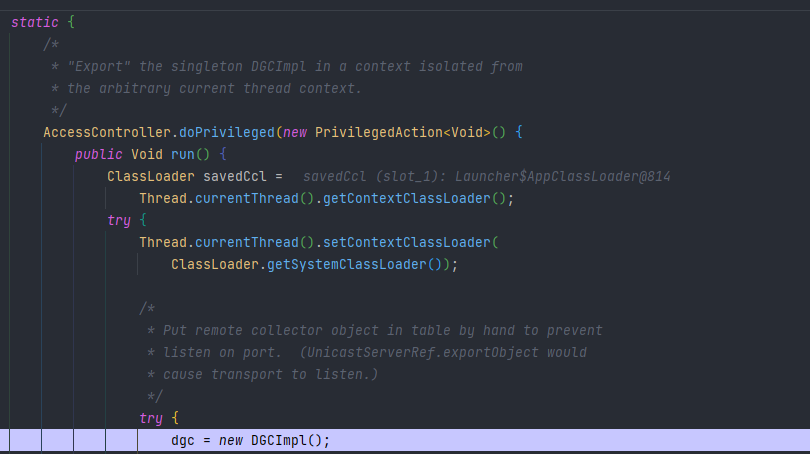 static {
/*
* "Export" the singleton DGCImpl in a context isolated from
* the arbitrary current thread context.
*/
AccessController.doPrivileged(new PrivilegedAction<Void>() {
public Void run() {
ClassLoader savedCcl = savedCcl (slot_1): Launcher$AppClassLoader@814
Thread.currentThread().getContextClassLoader();
try {
Thread.currentThread().setContextClassLoader(
ClassLoader.getSystemClassLoader());
/*
* Put remote collector object in table by hand to prevent
* listen on port. (UnicastServerRef.exportObject would
* cause transport to listen.)
*/
try {
dgc = new DGCImpl();